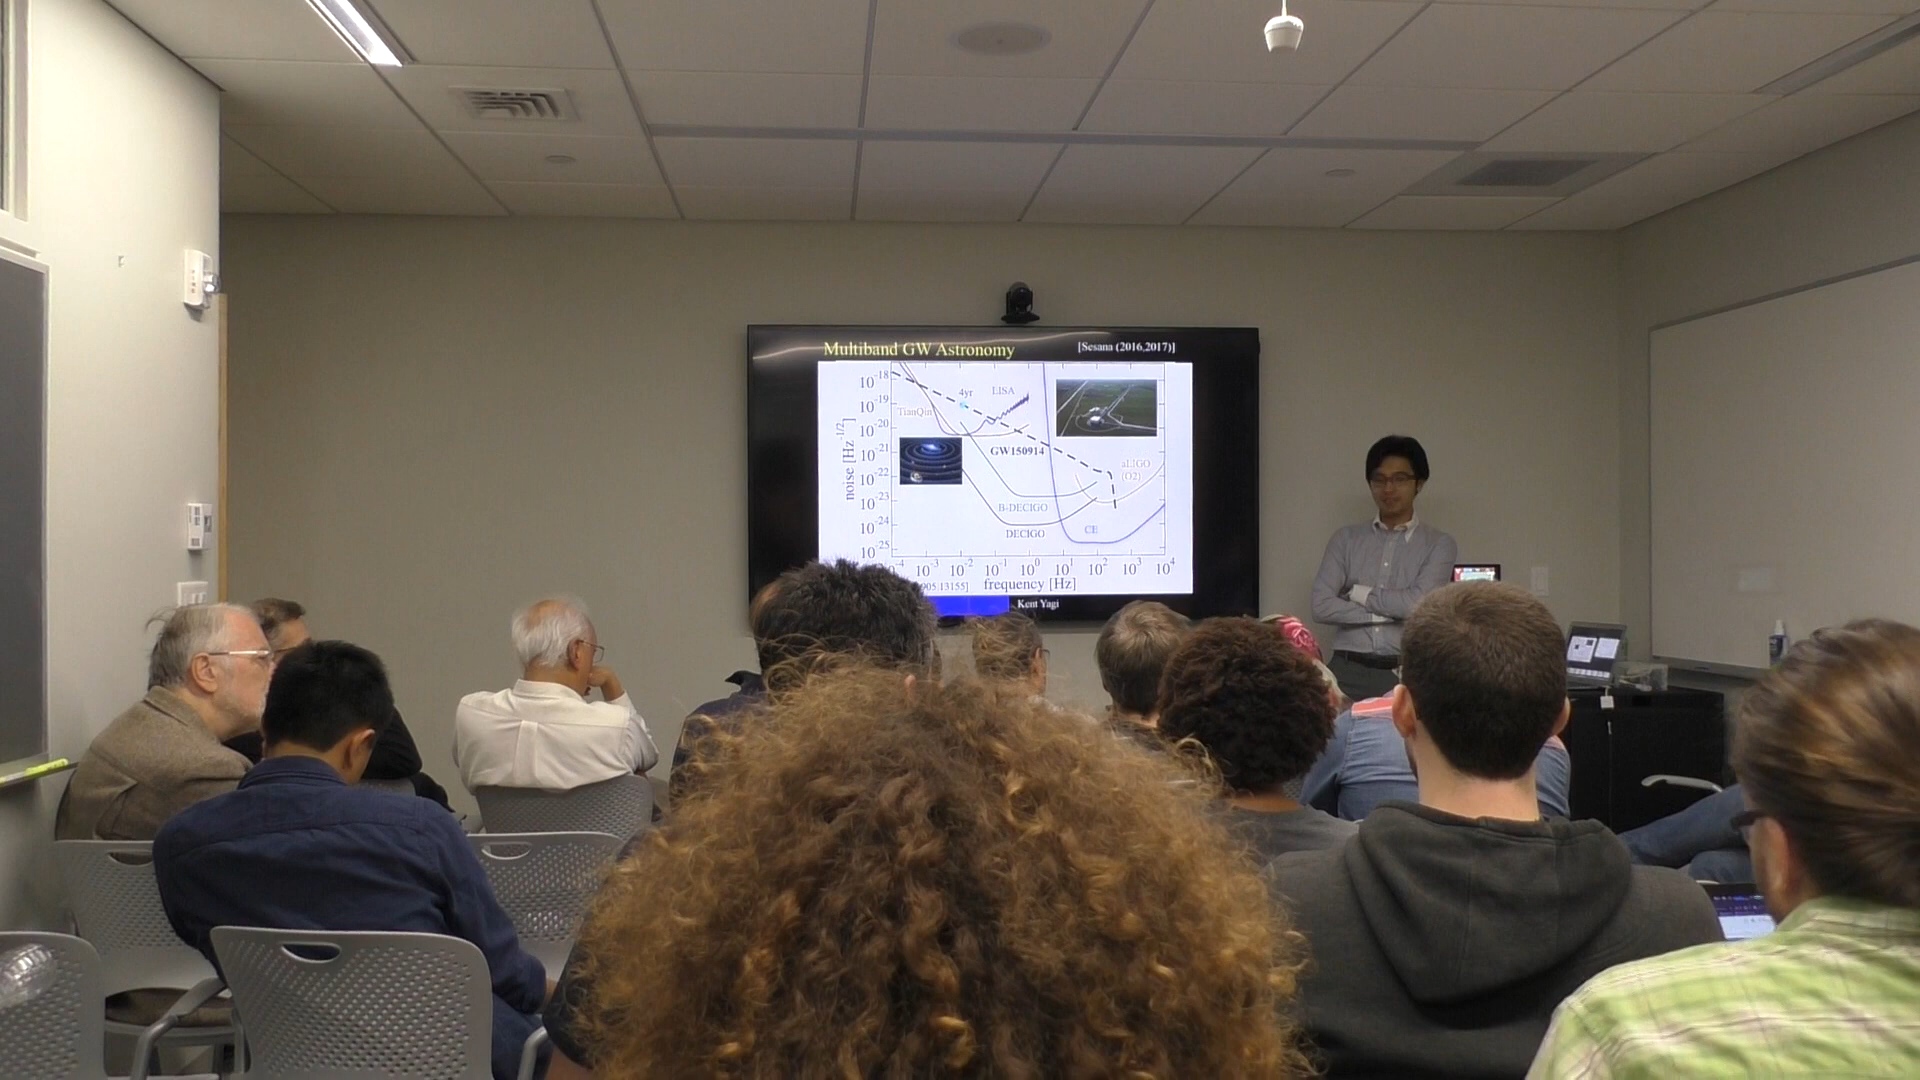 Multiband GW Astronomy
[Sesana (2016,2017)]
10^-18
10^-19
10^-20
10^-21
10^-22
10^-23
10^-24
10^-25
noise [Hz^-1/2]
4yr
LISA
TianQin
GW150914
aLIGO
(O2)
B-DECIGO
DECIGO
CE
10^-3
10^-2
10^-1
10^0
10^1
10^2
10^3
10^4
frequency [Hz]
905.13155]
Kent Yagi